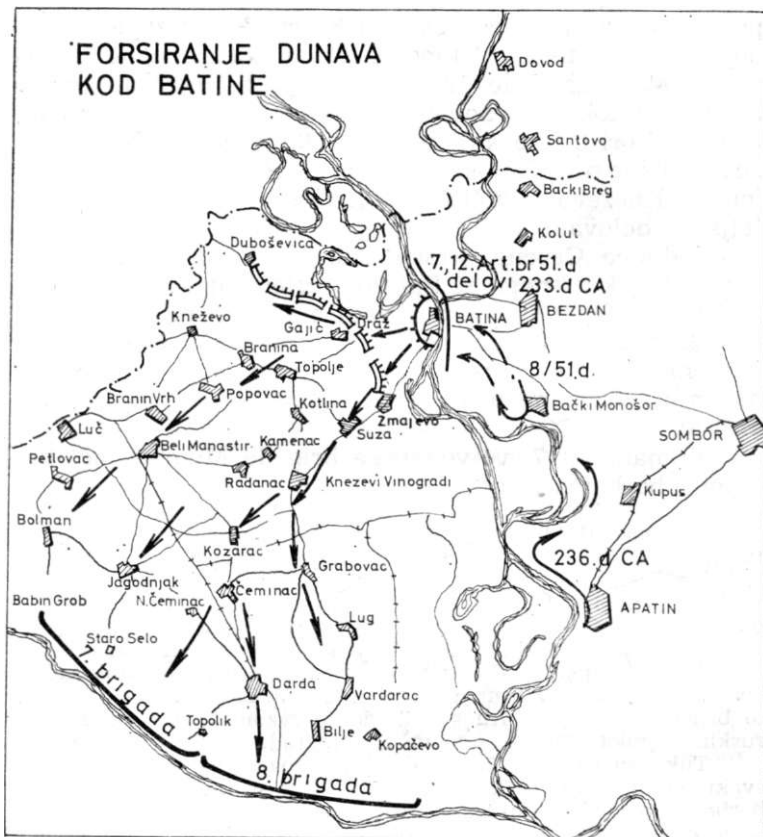 FORSIRANJE DUNAVA
KOD BATINE
Dovod
Santovo
Backi Breg
Kolut
Duboševica
7.,12.Art.br 51.d
delovi 233.d CA
BATINA
BEZDAN
Kneževo
Gajić
Draž
Branina
Topolje
8/51.d.
Popovac
Branin Vrh
Kotlina
Zmajevo
Bački Monošor
Luč
Suza
SOMBOR
Beli Manastir
Kamenac
Petlovac
Radanac
Knezevi Vinogradi
Kupus
Bolman
Kozarac
236.d CA
Jagodnjak
Grabovac
Čeminac
APATIN
Babin Grob
N.Čeminac
Lug
Staro Selo
7. brigada
Darda
Vardarac
Topolik
Bilje
Kopačevo
8. brigada